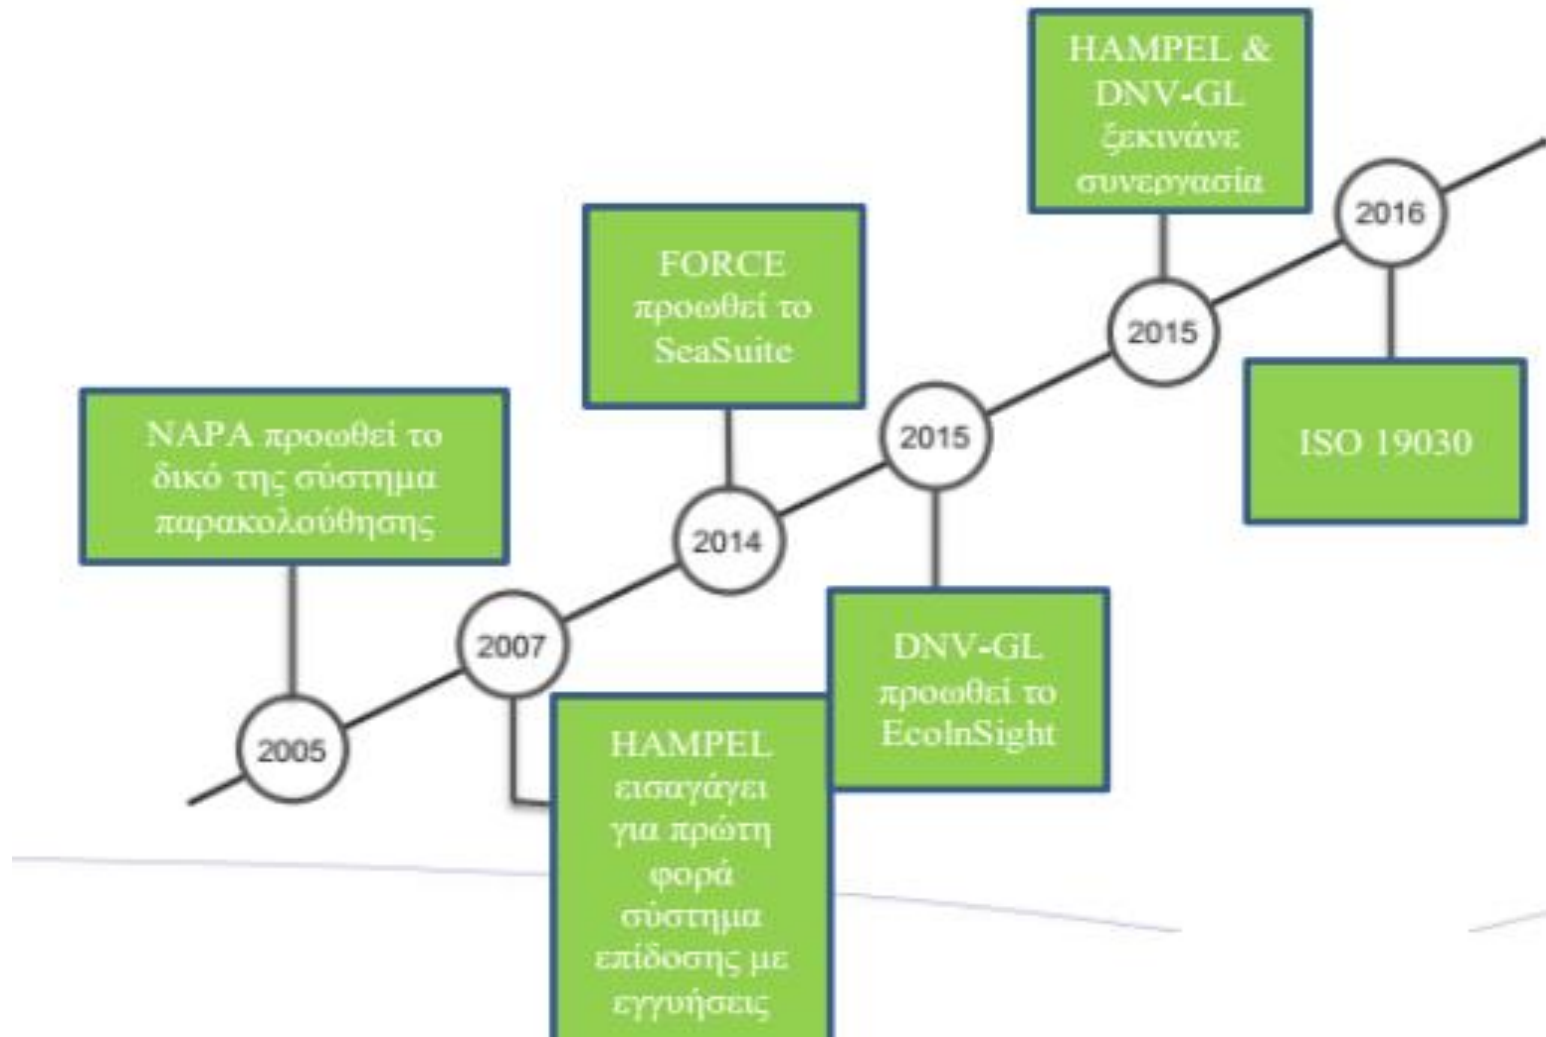 HAMPEL &
DNV-GL
ξεκινάνε
συνεργασία
2016
FORCE
προωθεί το
SeaSuite
2015
NAPA προωθεί το
δικό της σύστημα
παρακολούθησης
2015
ISO 19030
2014
2007
DNV-GL
προωθεί το
EcoInSight
2005
HAMPEL
εισαγάγει
για πρώτη
φορά
σύστημα
επίδοσης με
εγγυήσεις